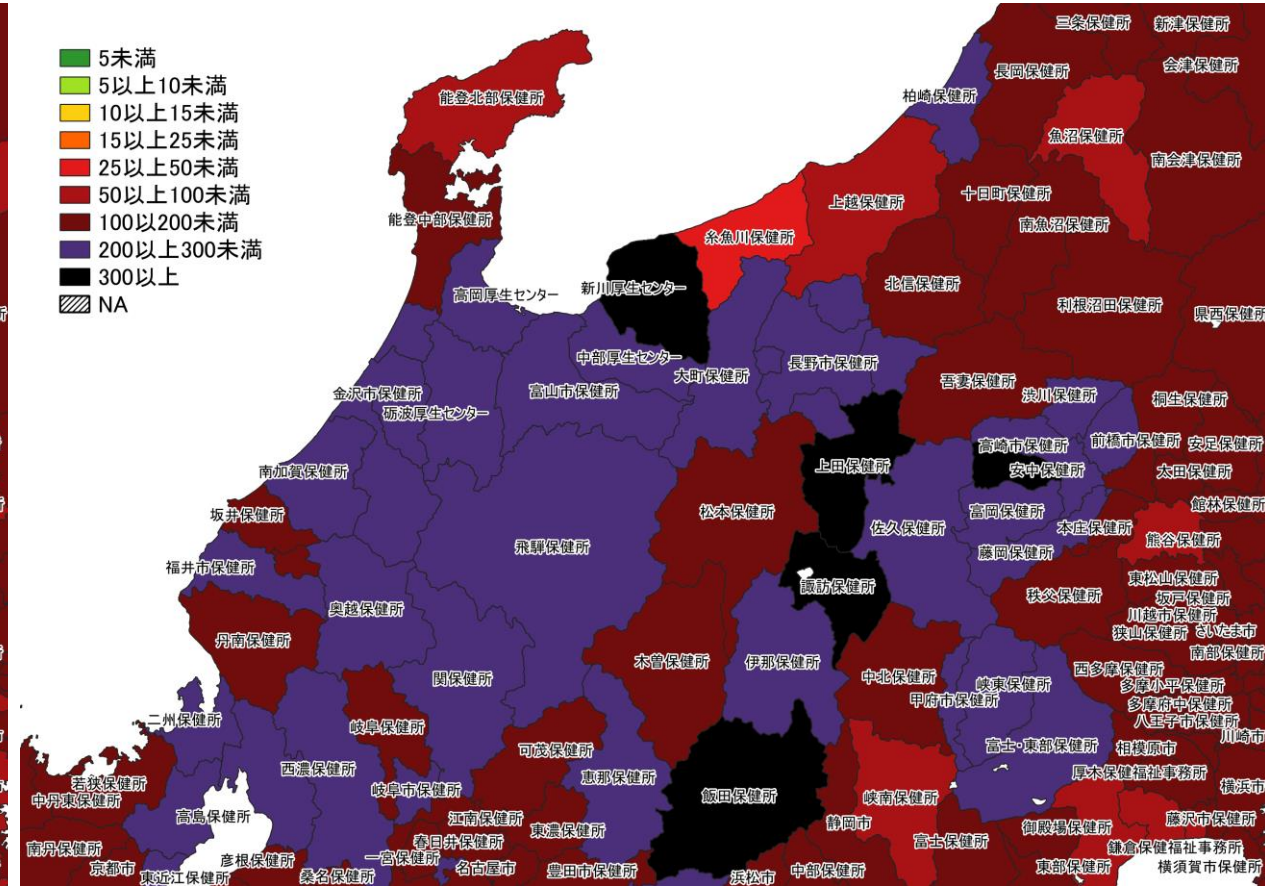 5未満
5以上10未満
10以上15未満
15以上25未満
25以上50未満
50以上100未満
100以200未満
200以上300未満
300以上
NA
三条保健所
新津保健所
長岡保健所
会津保健所
柏崎保健所
能登北部保健所
魚沼保健所
南会津保健所
十日町保健所
上越保健所
能登中部保健所
南魚沼保健所
糸魚川保健所
北信保健所
新川厚生センター
高岡厚生センター
利根沼田保健所
県西保健所
中部厚生センター
長野市保健所
大町保健所
吾妻保健所
富山市保健所
金沢市保健所
渋川保健所
桐生保健所
砺波厚生センター
高崎市保健所
前橋市保健所
安足保健所
上田保健所
安中保健所
太田保健所
南加賀保健所
館林保健所
坂井保健所
松本保健所
富岡保健所
佐久保健所
本庄保健所
熊谷保健所
飛騨保健所
藤岡保健所
福井市保健所
東松山保健所
諏訪保健所
秩父保健所
坂戸保健所
奥越保健所
川越市保健所
狭山保健所
さいたま市
丹南保健所
南部保健所
木曽保健所
伊那保健所
中北保健所
峡東保健所
西多摩保健所
関保健所
多摩小平保健所
甲府市保健所
多摩府中保健所
二州保健所
八王子市保健所
岐阜保健所
川崎市
富士・東部保健所
相模原市
可茂保健所
西濃保健所
恵那保健所
厚木保健福祉事務所
若狭保健所
岐阜市保健所
横浜市
飯田保健所
峡南保健所
中丹東保健所
高島保健所
江南保健所
静岡市
藤沢市保健所
東濃保健所
御殿場保健所
春日井保健所
富士保健所
南丹保健所
鎌倉保健福祉事務所
一宮保健所
京都市
彦根保健所
名古屋市
豊田市保健所
中部保健所
東部保健所
横須賀市保健所
東近江保健所
桑名保健所
浜松市